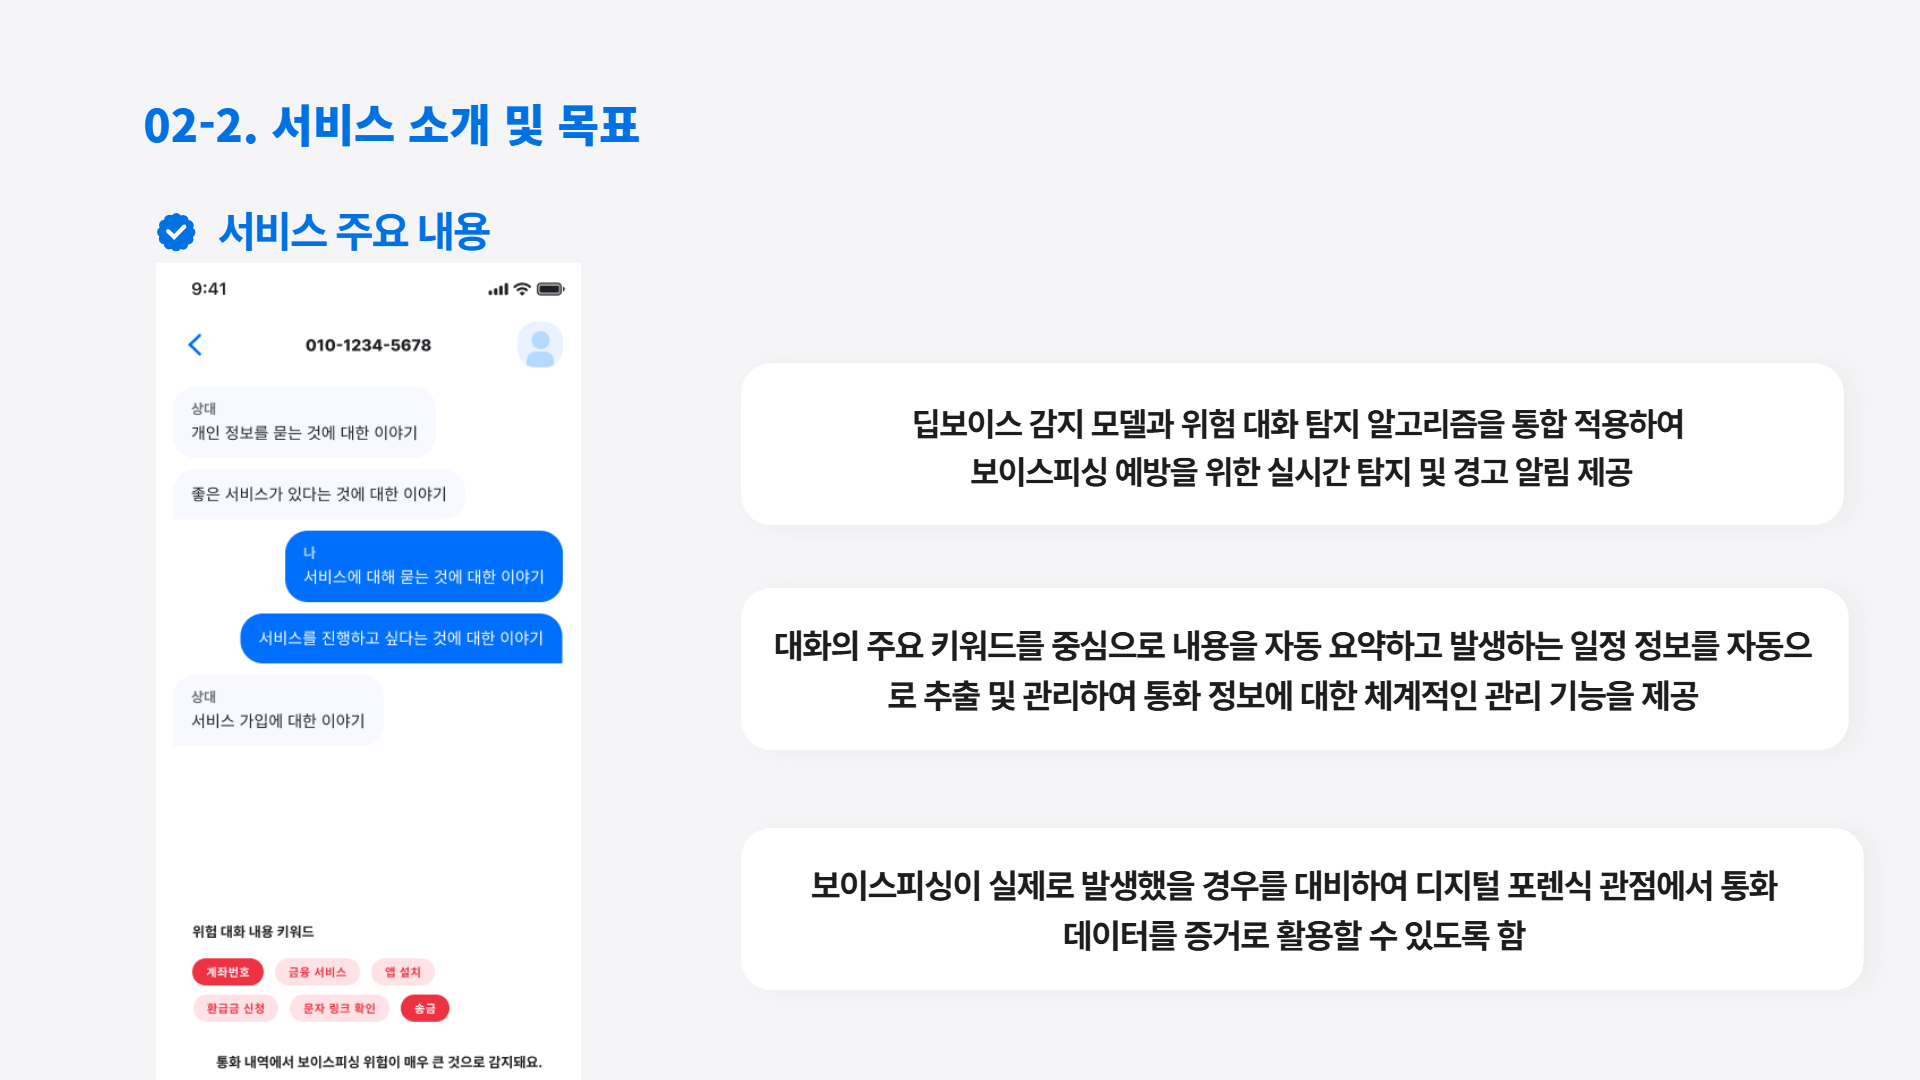 02-2. 서비스 소개 및 목표
서비스 주요 내용
9:41
010-1234-5678
상대
개인 정보를 묻는 것에 대한 이야기
좋은 서비스가 있다는 것에 대한 이야기
나
서비스에 대해 묻는 것에 대한 이야기
서비스를 진행하고 싶다는 것에 대한 이야기
상대
서비스 가입에 대한 이야기
위험 대화 내용 키워드
계좌번호 금융 서비스 앱 설치
환급금 신청 문자 링크 확인 송금
통화 내역에서 보이스피싱 위험이 매우 큰 것으로 감지돼요.
딥보이스 감지 모델과 위험 대화 탐지 알고리즘을 통합 적용하여
보이스피싱 예방을 위한 실시간 탐지 및 경고 알림 제공
대화의 주요 키워드를 중심으로 내용을 자동 요약하고 발생하는 일정 정보를 자동으
로 추출 및 관리하여 통화 정보에 대한 체계적인 관리 기능을 제공
보이스피싱이 실제로 발생했을 경우를 대비하여 디지털 포렌식 관점에서 통화
데이터를 증거로 활용할 수 있도록 함